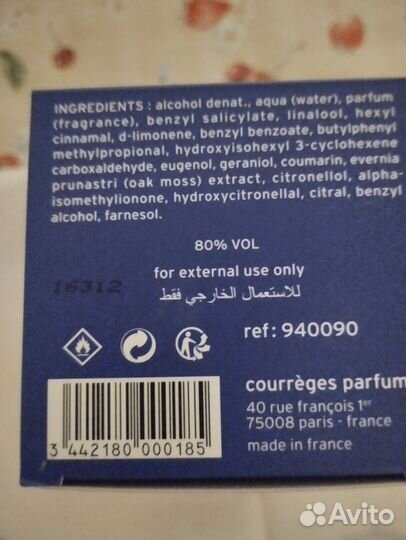 INGREDIENTS : alcohol denat., aqua (water), parfum
(fragrance), benzyl salicylate, linalool, hexyl
cinnamal, d-limonene, benzyl benzoate, butylphenyl
methylpropional, hydroxyisohexyl 3-cyclohexene
carboxaldehyde, eugenol, geraniol, coumarin, evernia
prunastri (oak moss) extract, citronellol, alpha-
isomethylionone, hydroxycitronellal, citral, benzyl
alcohol, farnesol.
80% VOL
for external use only
16312
للاستعمال الخارجي فقط
ref: 940090
courrèges parfum
40 rue françois 1er
75008 paris - france
made in france
3 442180 000185
Avito